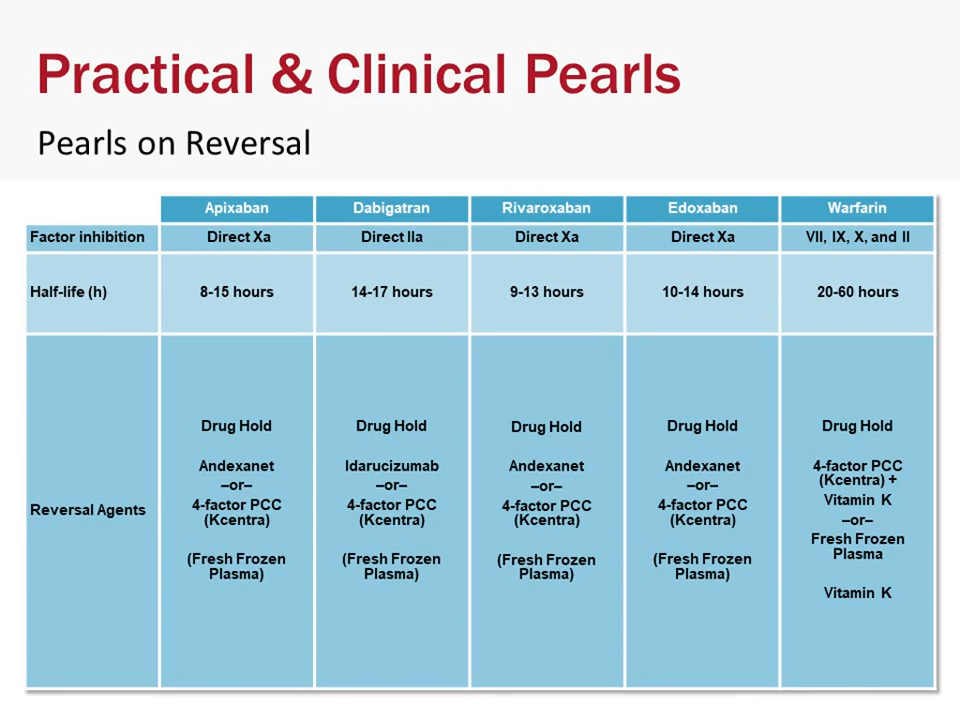 Practical & Clinical Pearls
Pearls on Reversal
Apixaban Dabigatran Rivaroxaban Edoxaban Warfarin
Factor inhibition Direct Xa Direct IIa Direct Xa Direct Xa VII, IX, X, and II
Half-life (h) 8-15 hours 14-17 hours 9-13 hours 10-14 hours 20-60 hours
Reversal Agents
Drug Hold
Andexanet
–or–
4-factor PCC
(Kcentra)
(Fresh Frozen
Plasma)
Drug Hold
Idarucizumab
–or–
4-factor PCC
(Kcentra)
(Fresh Frozen
Plasma)
Drug Hold
Andexanet
–or–
4-factor PCC
(Kcentra)
(Fresh Frozen
Plasma)
Drug Hold
Andexanet
–or–
4-factor PCC
(Kcentra)
(Fresh Frozen
Plasma)
Drug Hold
4-factor PCC
(Kcentra) +
Vitamin K
–or–
Fresh Frozen
Plasma
Vitamin K